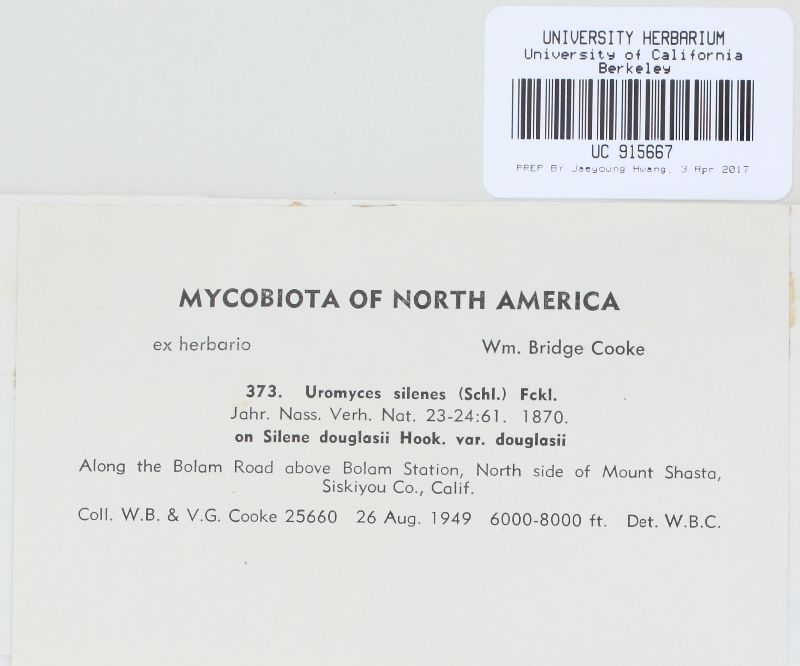 UNIVERSITY HERBARIUM
University of California
Berkeley
UC 915667
PREP BY Jaeyoung Hwang, 3 Apr 2017
MYCOBIOTA OF NORTH AMERICA
ex herbario Wm. Bridge Cooke
373. Uromyces silenes (Schl.) Fckl.
Jahr. Nass. Verh. Nat. 23-24:61. 1870.
on Silene douglasii Hook. var. douglasii
Along the Bolam Road above Bolam Station, North side of Mount Shasta,
Siskiyou Co., Calif.
Coll. W.B. & V.G. Cooke 25660 26 Aug. 1949 6000-8000 ft. Det. W.B.C.